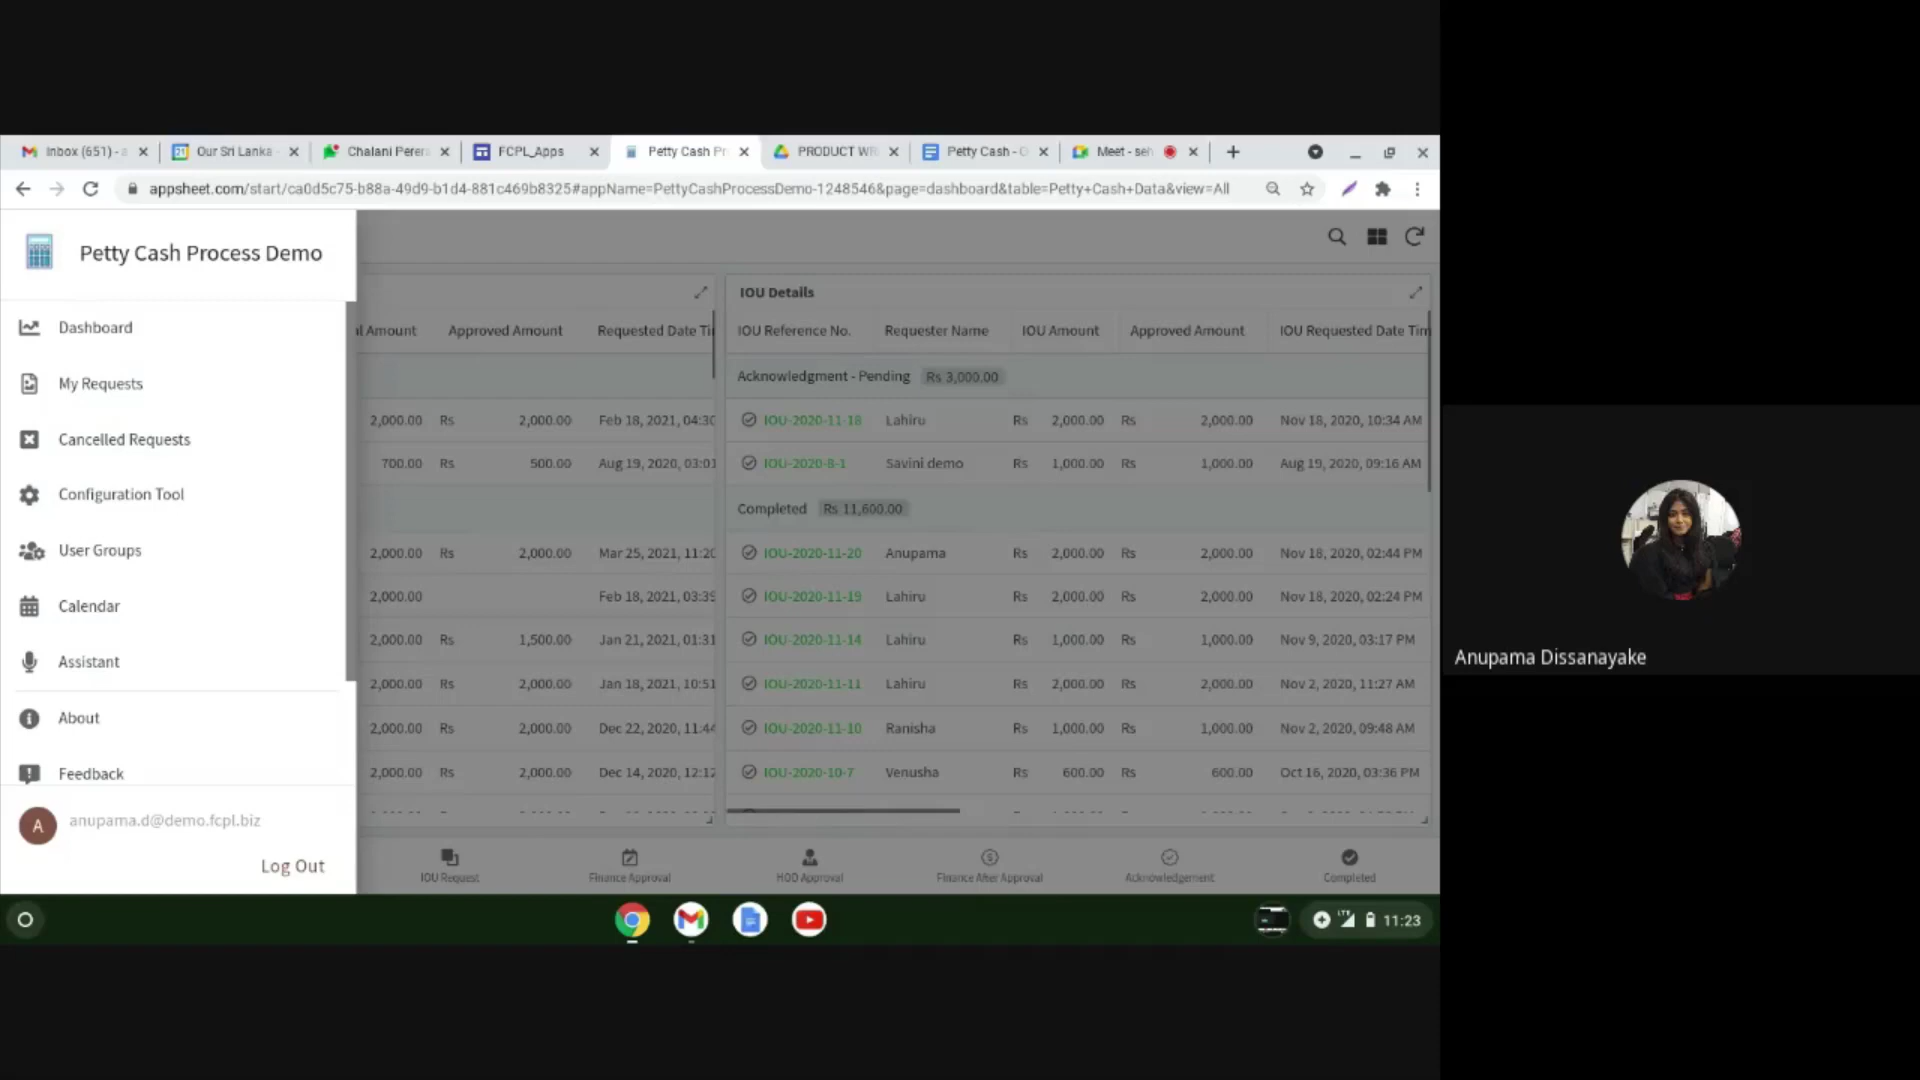 Inbox (651) - a
Our Sri Lanka
Chalani Perera
FCPL_Apps
Petty Cash Pr
PRODUCT WR
Petty Cash - O
Meet - seh
appsheet.com/start/ca0d5c75-b88a-49d9-b1d4-881c469b8325#appName=PettyCashProcessDemo-1248546&page=dashboard&table=Petty+Cash+Data&view=All
Petty Cash Process Demo
Dashboard
My Requests
Cancelled Requests
Configuration Tool
User Groups
Calendar
Assistant
About
Feedback
A
anupama.d@demo.fcpl.biz
Log Out
l Amount Approved Amount Requested Date Ti
2,000.00 Rs 2,000.00 Feb 18, 2021, 04:30
700.00 Rs 500.00 Aug 19, 2020, 03:01
2,000.00 Rs 2,000.00 Mar 25, 2021, 11:20
2,000.00 Feb 18, 2021, 03:39
2,000.00 Rs 1,500.00 Jan 21, 2021, 01:31
2,000.00 Rs 2,000.00 Jan 18, 2021, 10:51
2,000.00 Rs 2,000.00 Dec 22, 2020, 11:44
2,000.00 Rs 2,000.00 Dec 14, 2020, 12:12
IOU Details
IOU Reference No. Requester Name IOU Amount Approved Amount IOU Requested Date Tim
Acknowledgment - Pending Rs 3,000.00
IOU-2020-11-18 Lahiru Rs 2,000.00 Rs 2,000.00 Nov 18, 2020, 10:34 AM
IOU-2020-8-1 Savini demo Rs 1,000.00 Rs 1,000.00 Aug 19, 2020, 09:16 AM
Completed Rs 11,600.00
IOU-2020-11-20 Anupama Rs 2,000.00 Rs 2,000.00 Nov 18, 2020, 02:44 PM
IOU-2020-11-19 Lahiru Rs 2,000.00 Rs 2,000.00 Nov 18, 2020, 02:24 PM
IOU-2020-11-14 Lahiru Rs 1,000.00 Rs 1,000.00 Nov 9, 2020, 03:17 PM
IOU-2020-11-11 Lahiru Rs 2,000.00 Rs 2,000.00 Nov 2, 2020, 11:27 AM
IOU-2020-11-10 Ranisha Rs 1,000.00 Rs 1,000.00 Nov 2, 2020, 09:48 AM
IOU-2020-10-7 Venusha Rs 600.00 Rs 600.00 Oct 16, 2020, 03:36 PM
IOU Request
Finance Approval
HOD Approval
Finance After Approval
Acknowledgement
Completed
LTE 11:23
Anupama Dissanayake